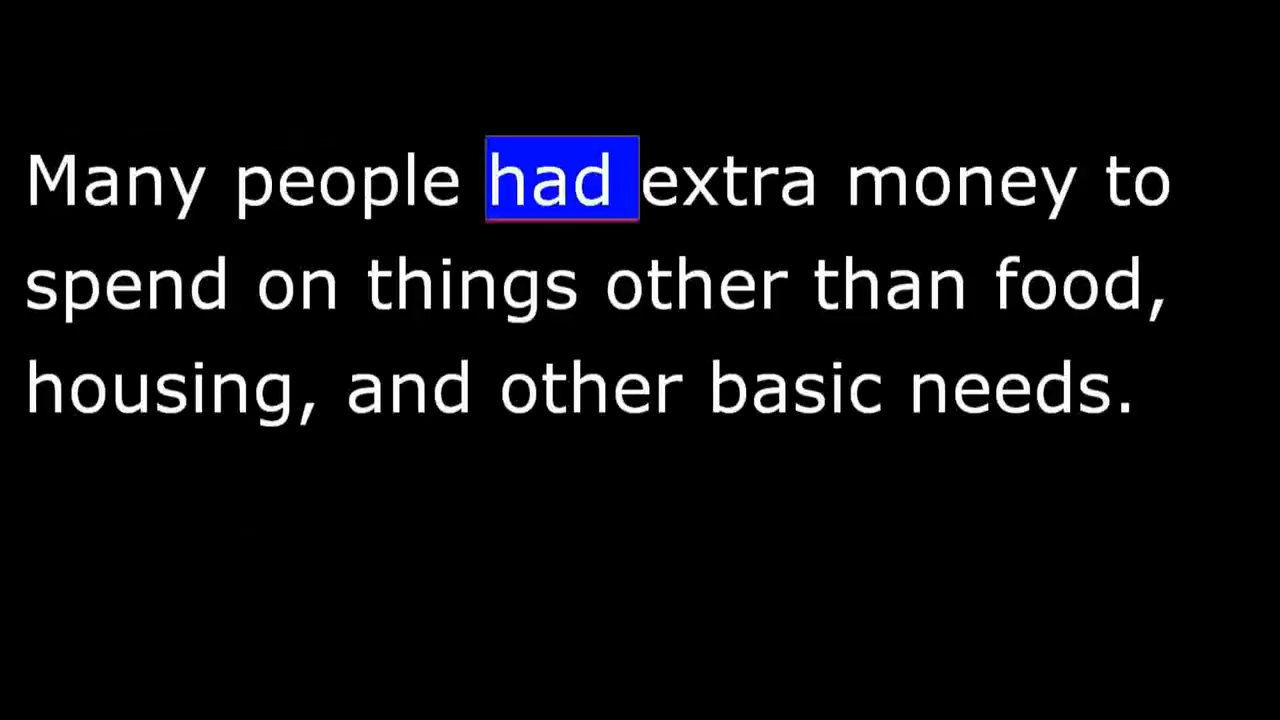 Many people had extra money to
spend on things other than food,
housing, and other basic needs.